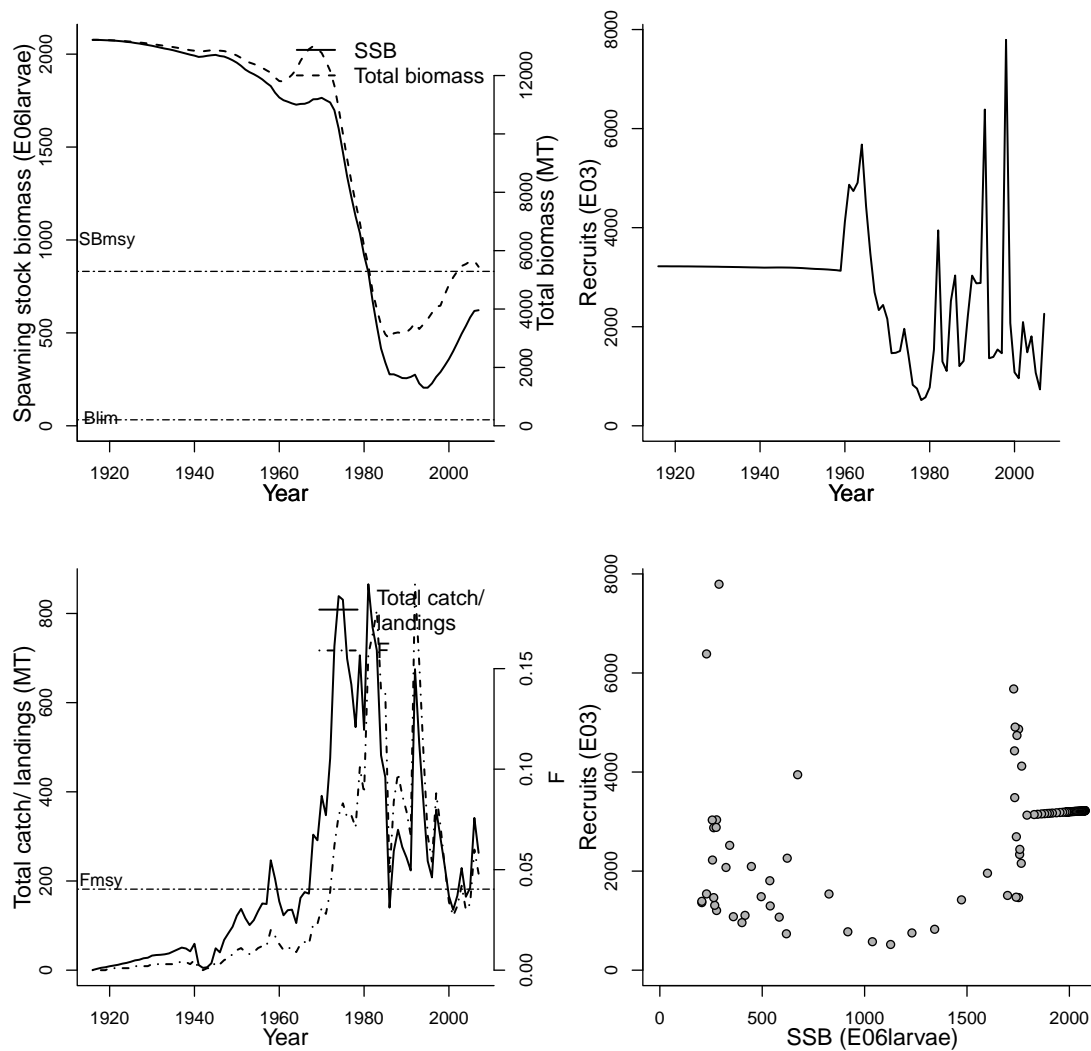 Spawning stock biomass (E06larvae)
0 500 1000 1500 2000
SSB
Total biomass
SBmsy
Blim
0 2000 4000 6000 8000 12000
Total biomass (MT)
1920 1940 1960 1980 2000
Year
Recruits (E03)
0 2000 4000 6000 8000
1920 1940 1960 1980 2000
Year
Total catch/ landings (MT)
0 200 400 600 800
Total catch/
landings
F
Fmsy
0.00 0.05 0.10 0.15
F
1920 1940 1960 1980 2000
Year
Recruits (E03)
0 2000 4000 6000 8000
0 500 1000 1500 2000
SSB (E06larvae)